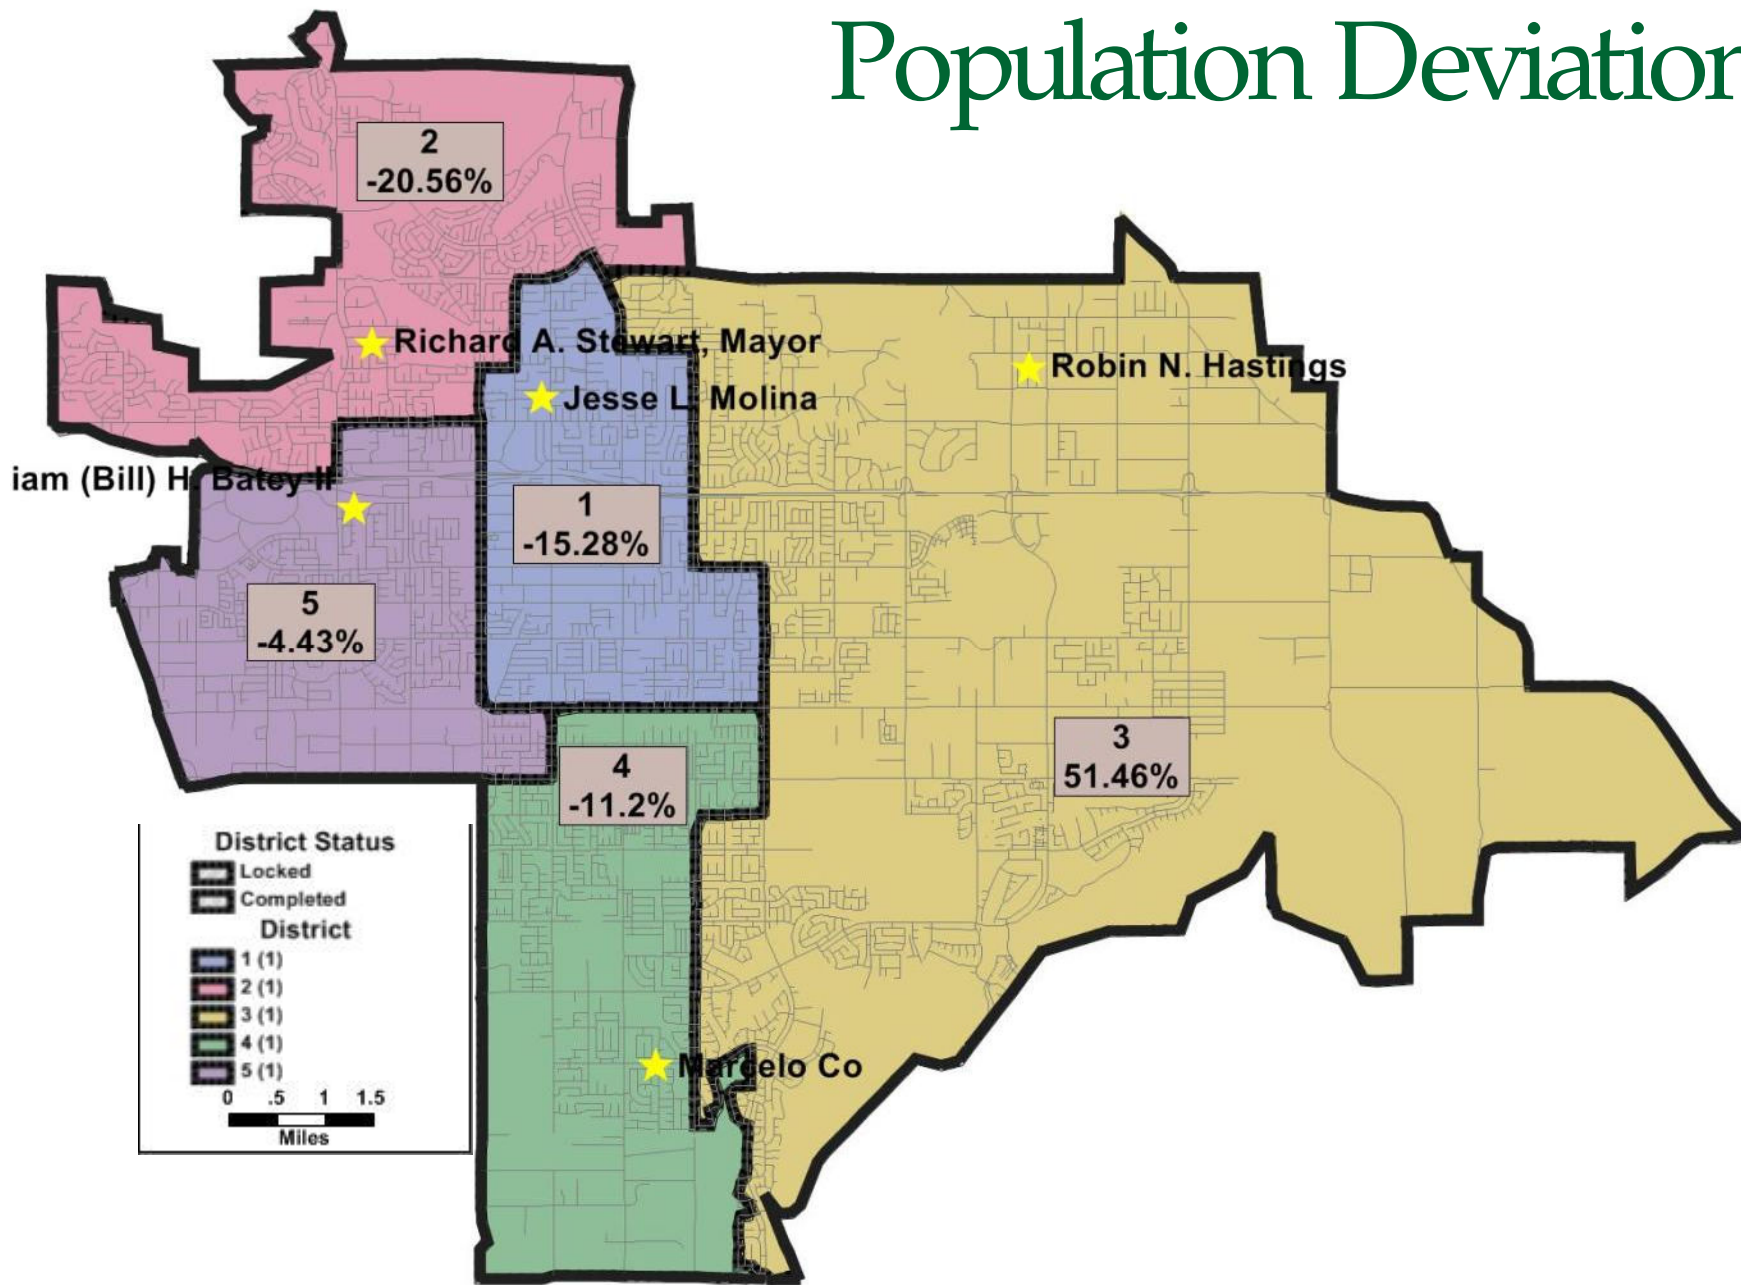 Population Deviation
2
-20.56%
Richard A. Stewart, Mayor
Robin N. Hastings
Jesse L. Molina
iam (Bill) H. Batey II
1
-15.28%
5
-4.43%
3
51.46%
4
-11.2%
District Status
Locked
Completed
District
1 (1)
2 (1)
3 (1)
4 (1)
5 (1)
0 .5 1 1.5
Miles
Marcelo Co